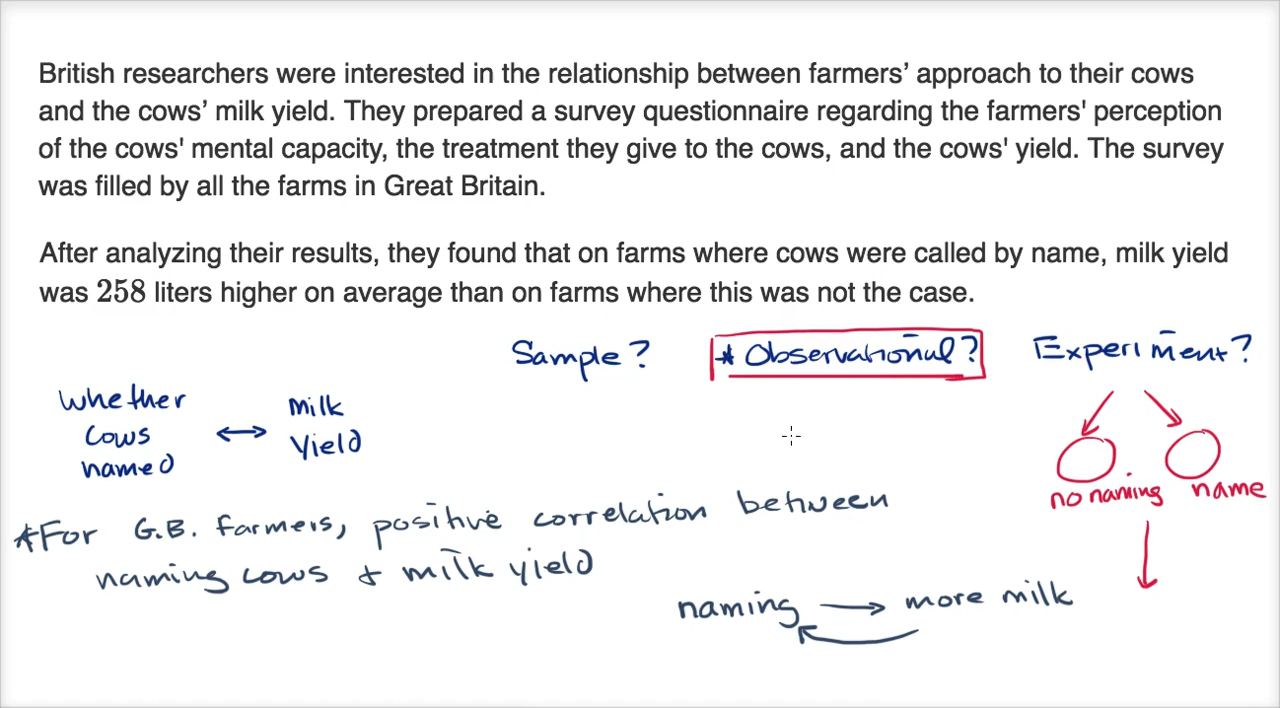 British researchers were interested in the relationship between farmers’ approach to their cows
and the cows’ milk yield. They prepared a survey questionnaire regarding the farmers' perception
of the cows' mental capacity, the treatment they give to the cows, and the cows' yield. The survey
was filled by all the farms in Great Britain.
After analyzing their results, they found that on farms where cows were called by name, milk yield
was 258 liters higher on average than on farms where this was not the case.
Sample? * Observational? Experiment?
Whether
cows
named
↔
Milk
Yield
no naming name
*For G.B. farmers, positive correlation between
naming cows & milk yield
naming → more milk